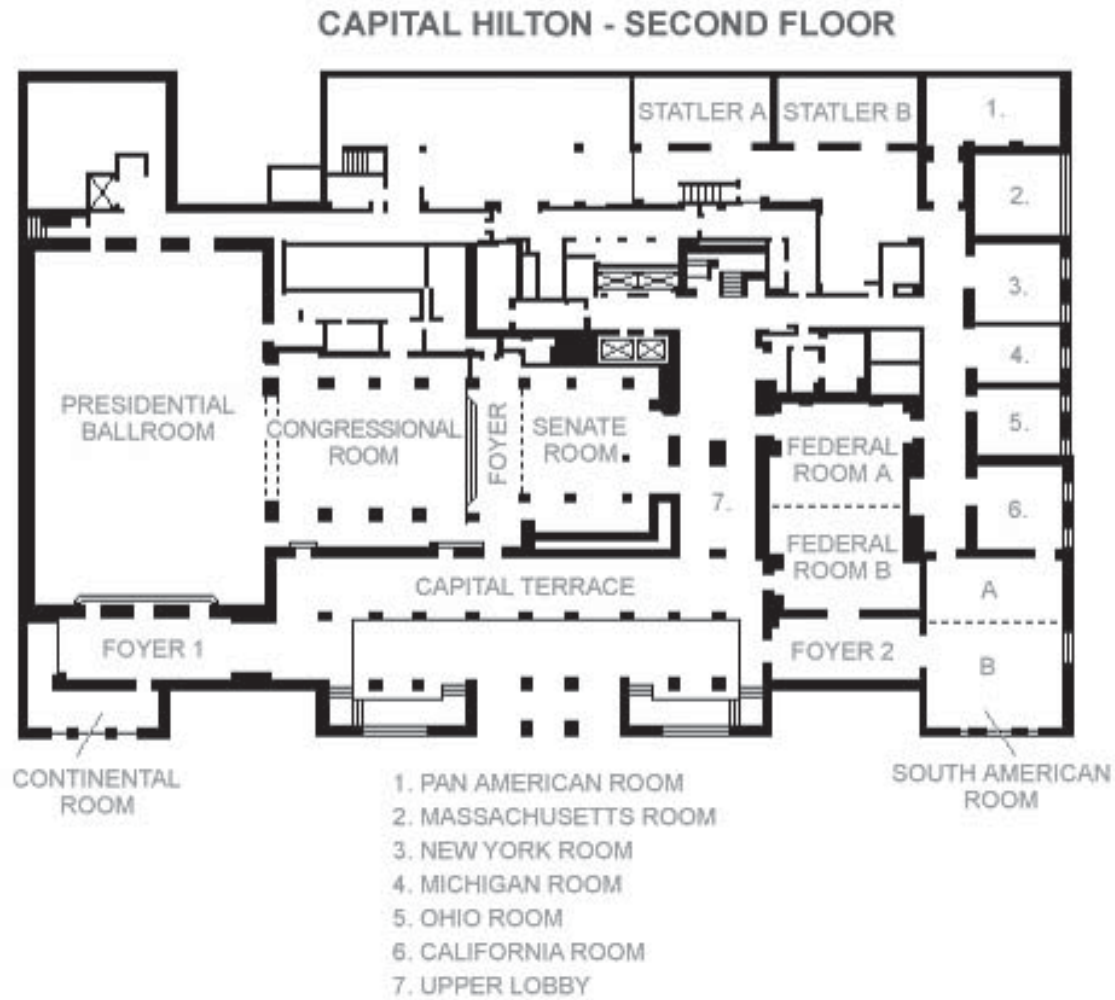 CAPITAL HILTON - SECOND FLOOR
STATLER A
STATLER B
1.
2.
3.
4.
5.
6.
PRESIDENTIAL
BALLROOM
CONGRESSIONAL
ROOM
FOYER
SENATE
ROOM
7.
FEDERAL
ROOM A
FEDERAL
ROOM B
CAPITAL TERRACE
A
B
FOYER 1
FOYER 2
CONTINENTAL
ROOM
SOUTH AMERICAN
ROOM
1. PAN AMERICAN ROOM
2. MASSACHUSETTS ROOM
3. NEW YORK ROOM
4. MICHIGAN ROOM
5. OHIO ROOM
6. CALIFORNIA ROOM
7. UPPER LOBBY